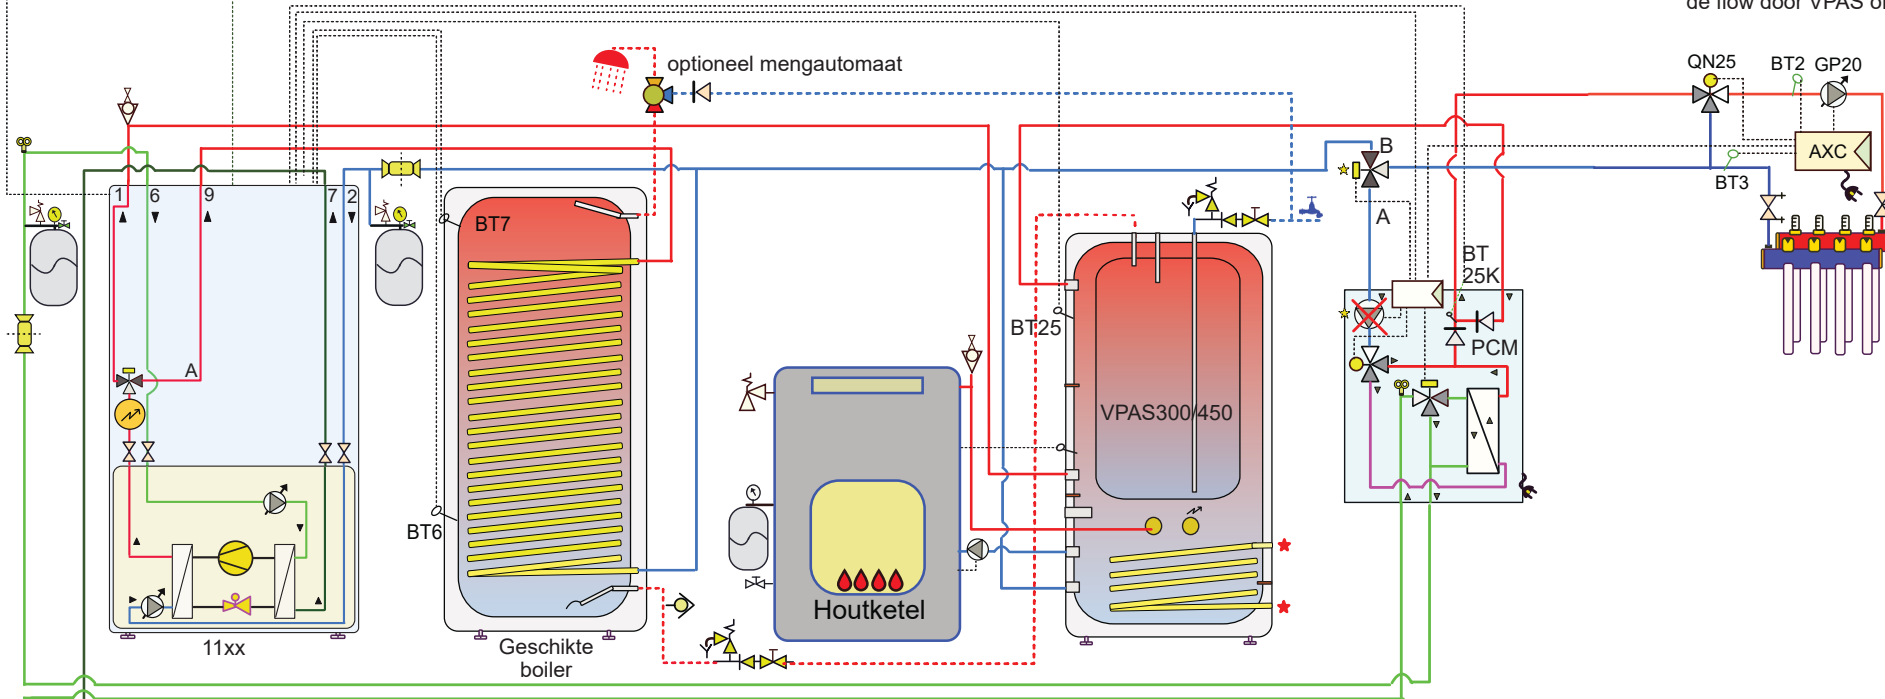 de flow door VPAS of
optioneel mengautomaat
QN25
BT2
GP20
AXC
BT3
B
A
1
6
9
7
2
BT7
BT
25K
BT25
PCM
A
VPAS300/450
BT6
Houtketel
11xx
Geschikte
boiler